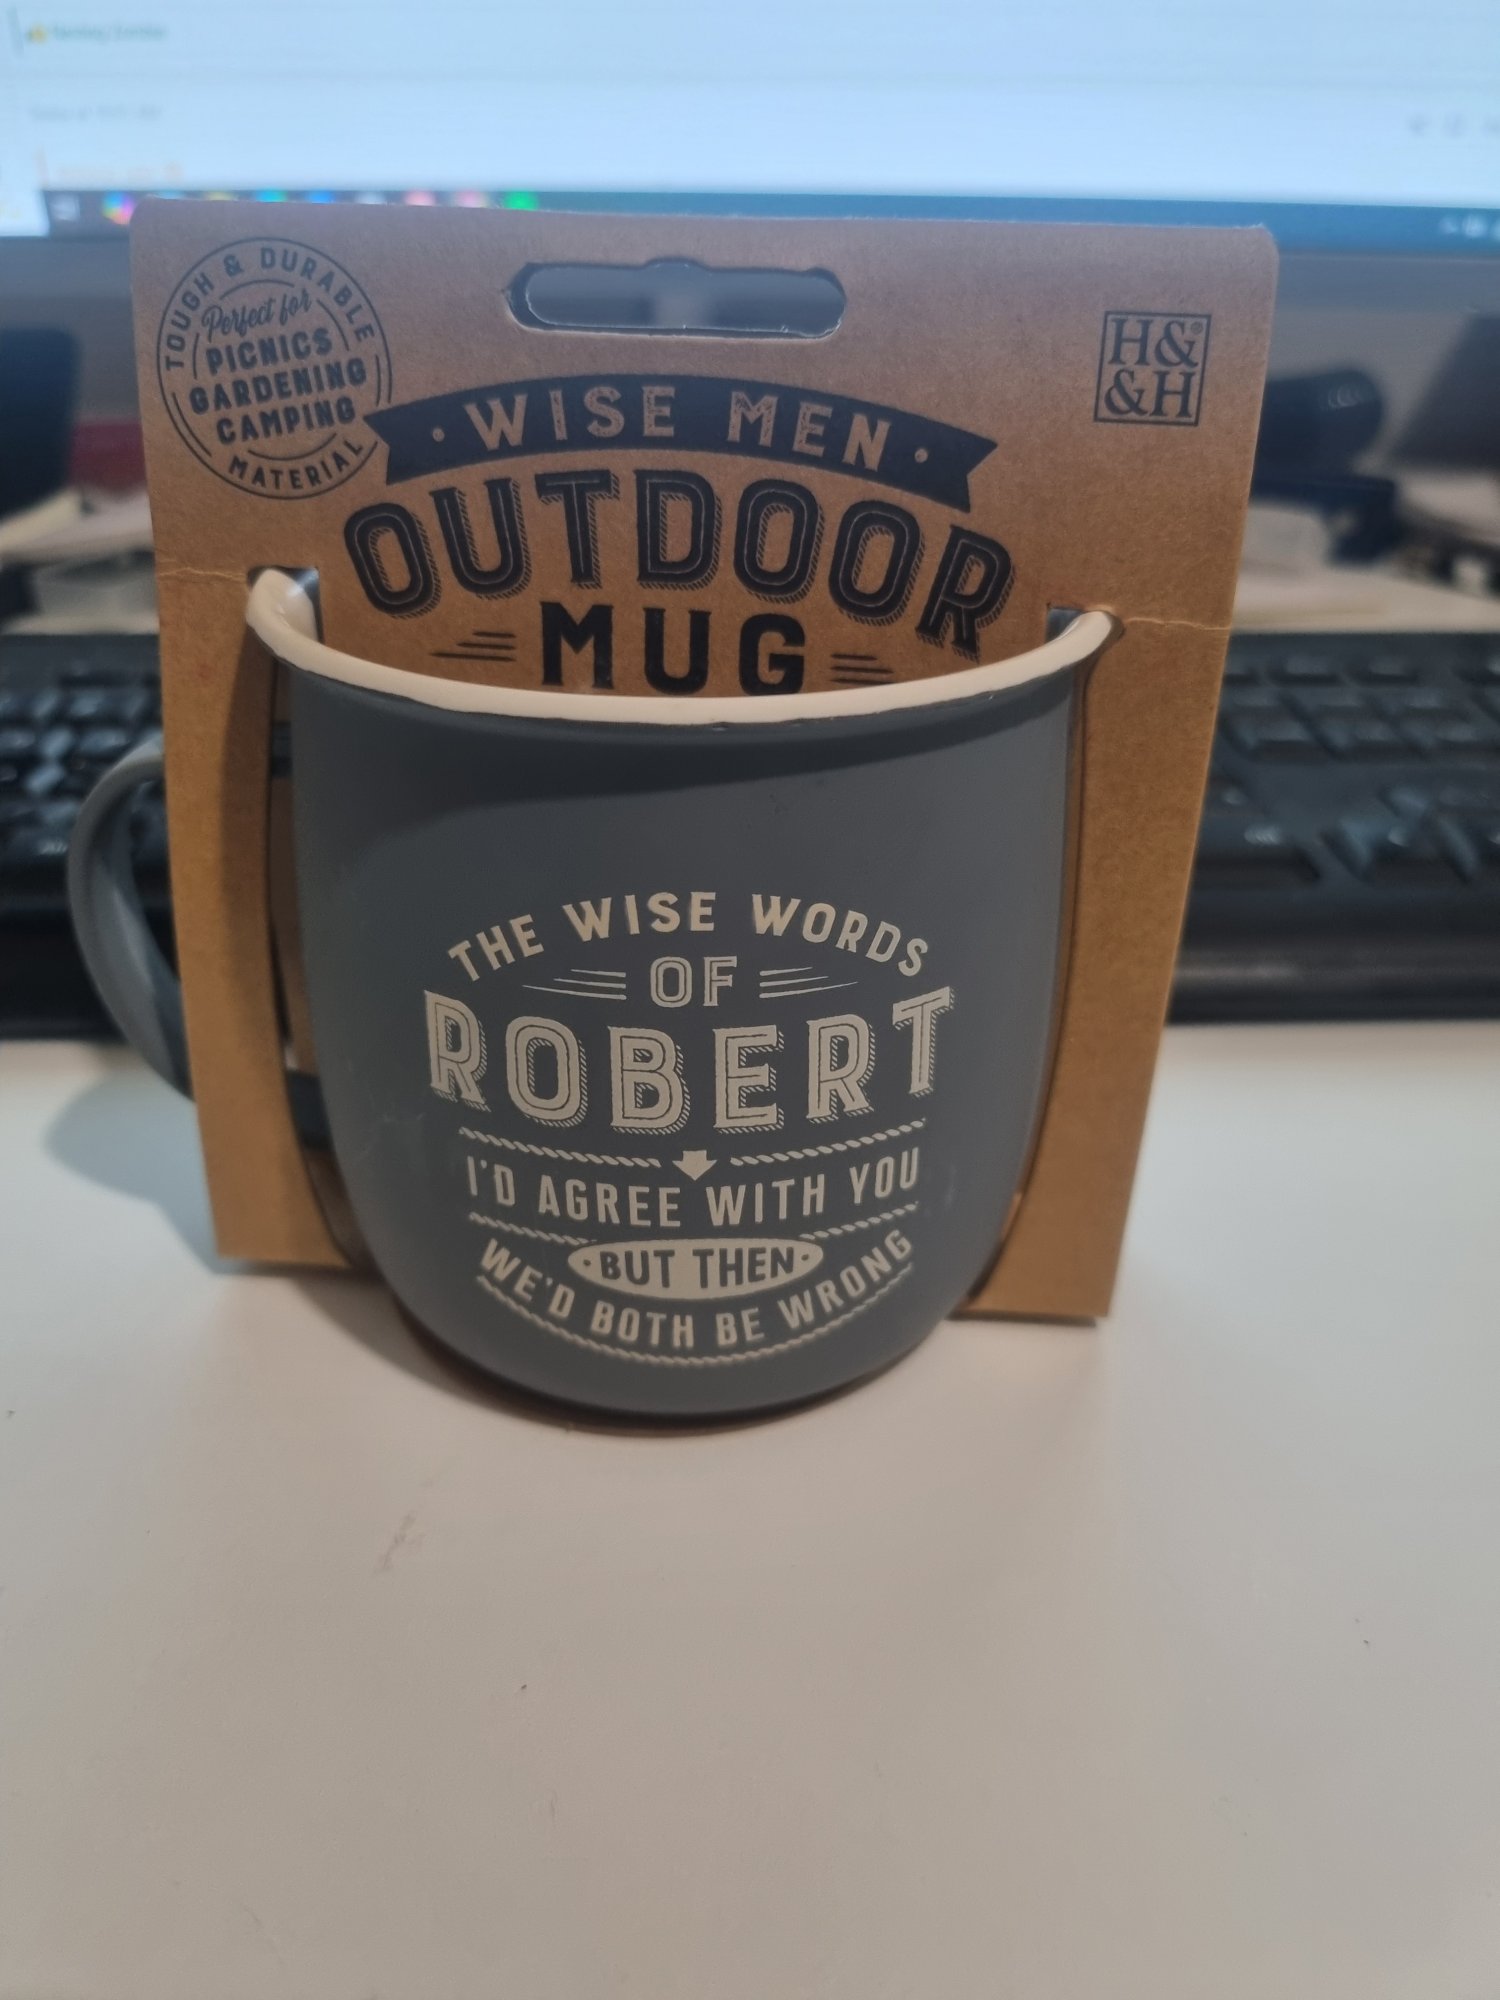 TOUGH & DURABLE
Perfect for
PICNICS
GARDENING
CAMPING
MATERIAL
H&®
&H
· WISE MEN ·
OUTDOOR
MUG
THE WISE WORDS
OF
ROBERT
I'D AGREE WITH YOU
·BUT THEN·
WE'D BOTH BE WRONG